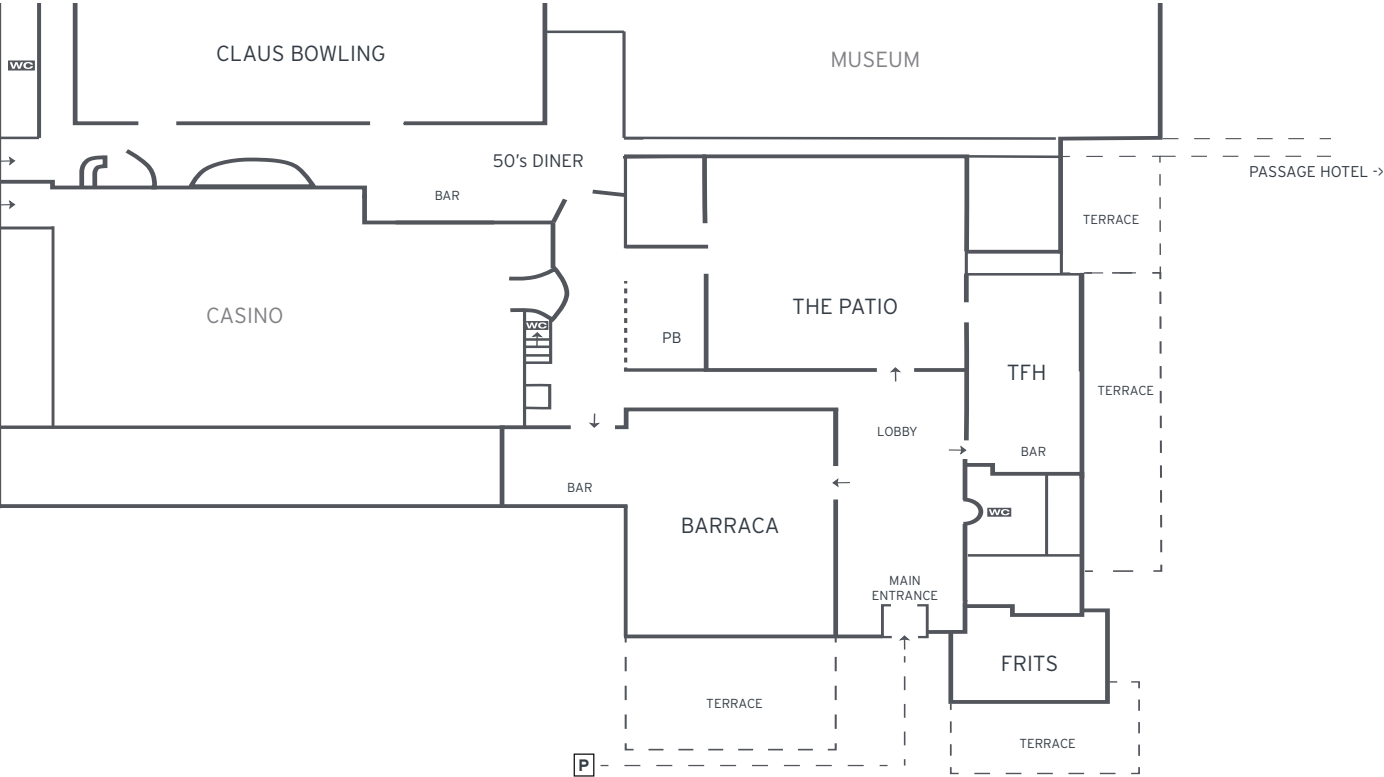 CLAUS BOWLING
MUSEUM
WC
50's DINER
PASSAGE HOTEL ->
BAR
TERRACE
CASINO
THE PATIO
WC
PB
TFH
TERRACE
LOBBY
BAR
BAR
BARRACA
WC
MAIN
ENTRANCE
FRITS
TERRACE
TERRACE
P